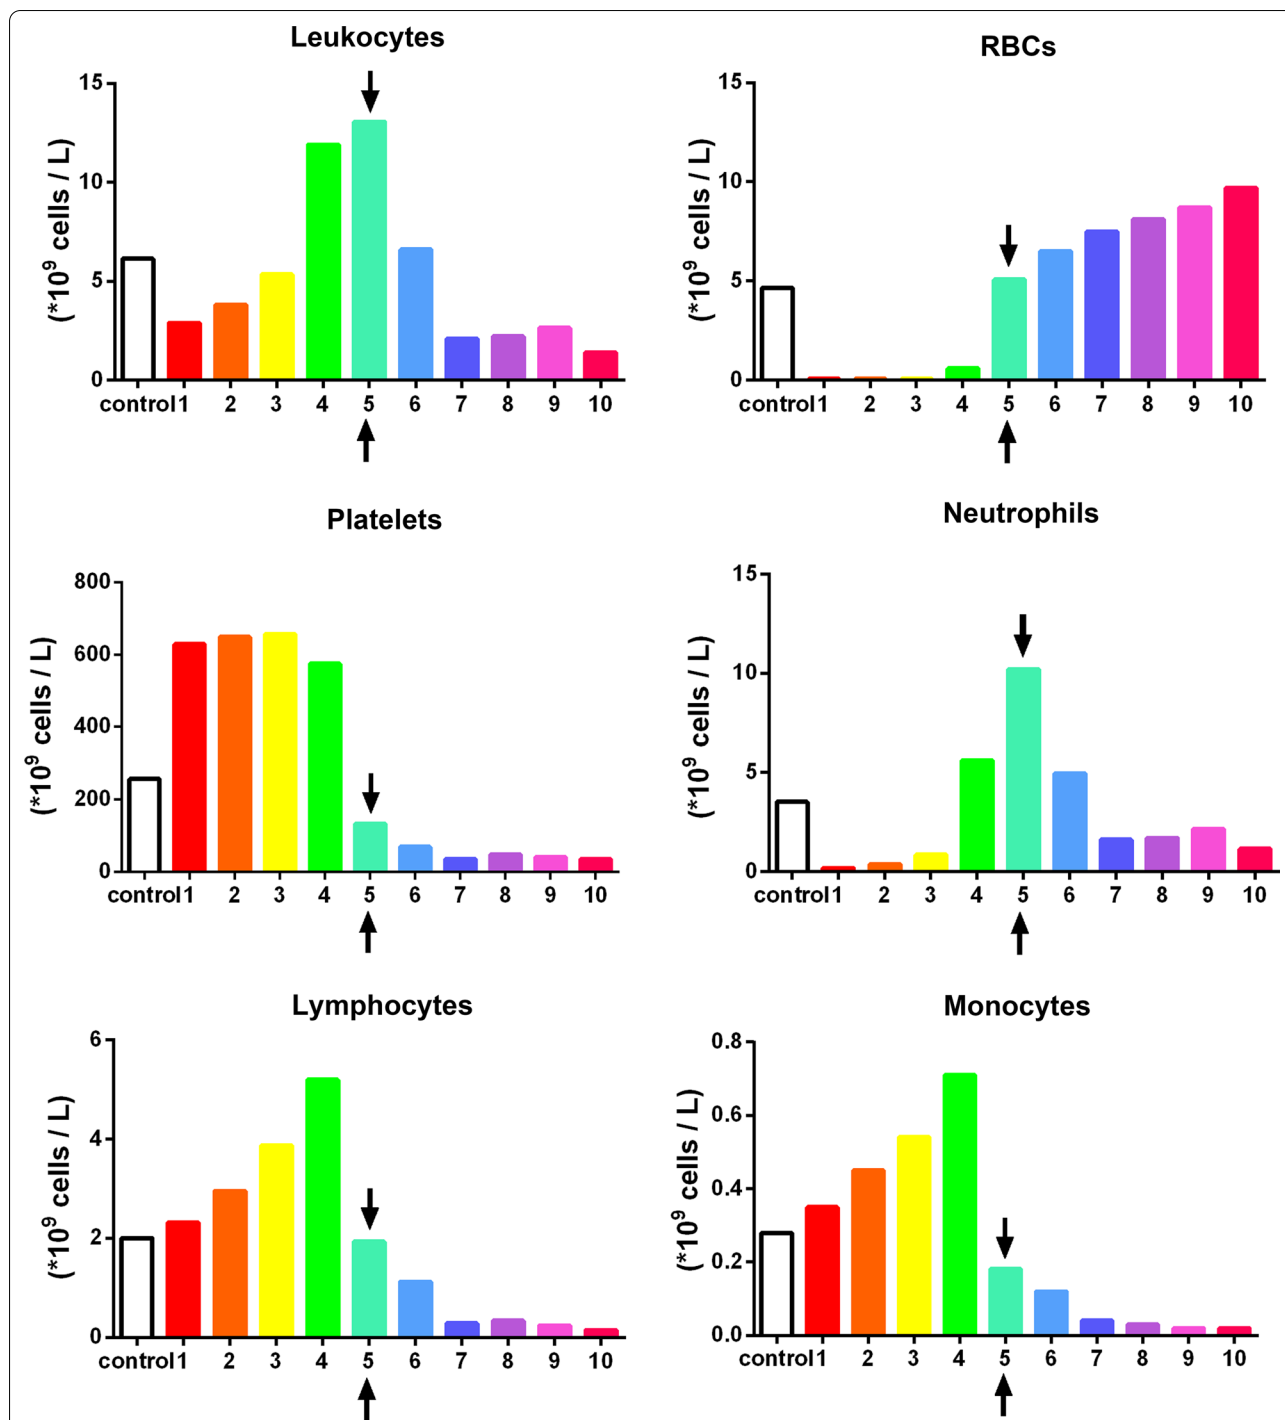 Leukocytes
(*10⁹ cells / L)
15
10
5
0
control 1 2 3 4 5 6 7 8 9 10
RBCs
(*10⁹ cells / L)
15
10
5
0
control 1 2 3 4 5 6 7 8 9 10
Platelets
(*10⁹ cells / L)
800
600
400
200
0
control 1 2 3 4 5 6 7 8 9 10
Neutrophils
(*10⁹ cells / L)
15
10
5
0
control 1 2 3 4 5 6 7 8 9 10
Lymphocytes
(*10⁹ cells / L)
6
4
2
0
control 1 2 3 4 5 6 7 8 9 10
Monocytes
(*10⁹ cells / L)
0.8
0.6
0.4
0.2
0.0
control 1 2 3 4 5 6 7 8 9 10